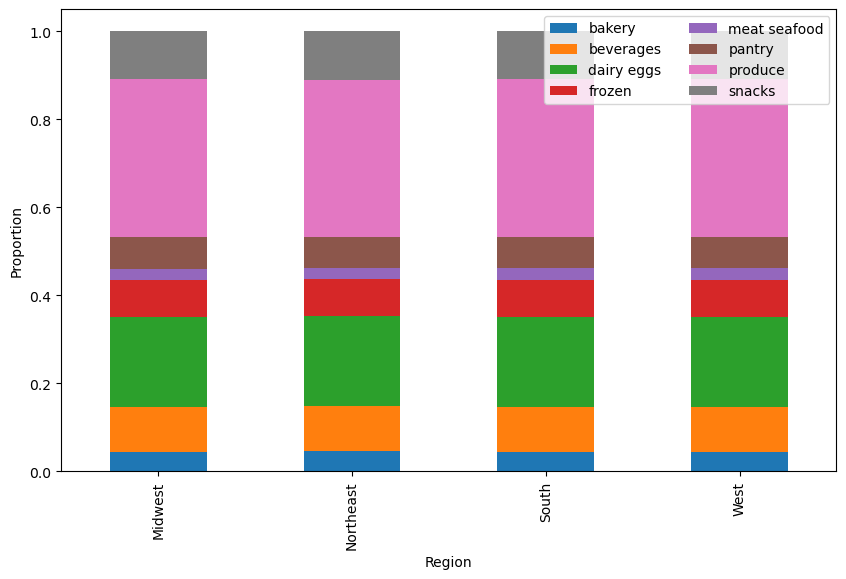 bakery
beverages
dairy eggs
frozen
meat seafood
pantry
produce
snacks
1.0
0.8
0.6
0.4
0.2
0.0
Proportion
Midwest
Northeast
South
West
Region